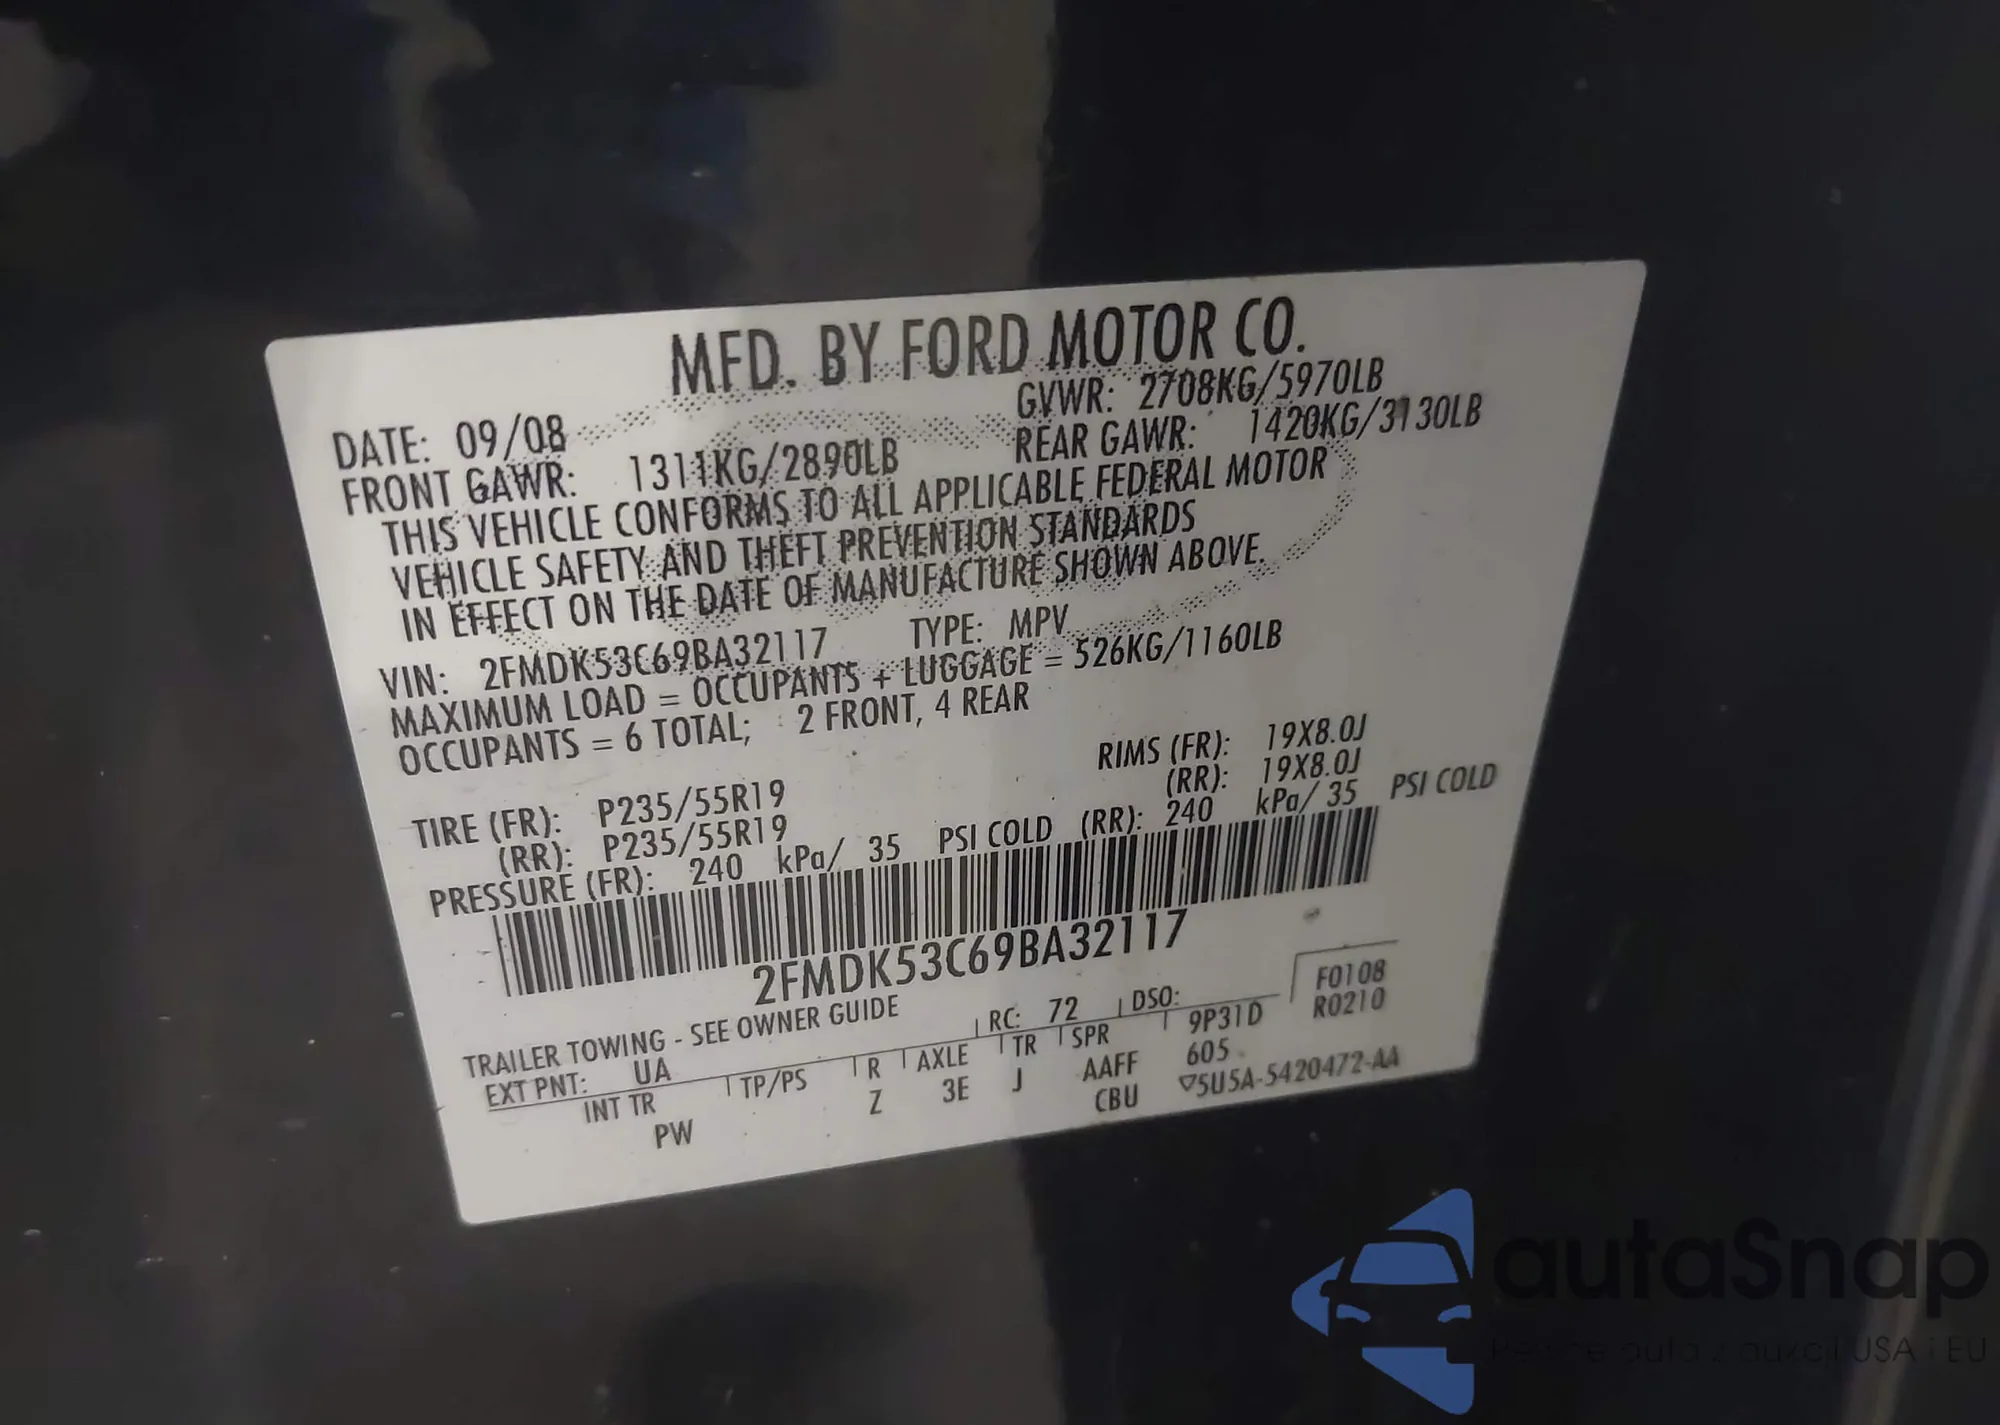 MFD. BY FORD MOTOR CO.
DATE: 09/08 GVWR: 2708KG/5970LB
FRONT GAWR: 1311KG/2890LB REAR GAWR: 1420KG/3130LB
THIS VEHICLE CONFORMS TO ALL APPLICABLE FEDERAL MOTOR
VEHICLE SAFETY AND THEFT PREVENTION STANDARDS
IN EFFECT ON THE DATE OF MANUFACTURE SHOWN ABOVE.
VIN: 2FMDK53C69BA32117 TYPE: MPV
MAXIMUM LOAD = OCCUPANTS + LUGGAGE = 526KG/1160LB
OCCUPANTS = 6 TOTAL; 2 FRONT, 4 REAR
TIRE (FR): P235/55R19 RIMS (FR): 19X8.0J
(RR): P235/55R19 (RR): 19X8.0J
PRESSURE (FR): 240 kPa/ 35 PSI COLD (RR): 240 kPa/ 35 PSI COLD
2FMDK53C69BA32117
TRAILER TOWING - SEE OWNER GUIDE
F0108
R0210
EXT PNT: UA RC: 72 DSO:
INT TR TP/PS R AXLE TR SPR 9P31D
PW Z 3E J AAFF 605
CBU ▽5U5A-5420472-AA
autaSnap
auta z aukcji USA i EU